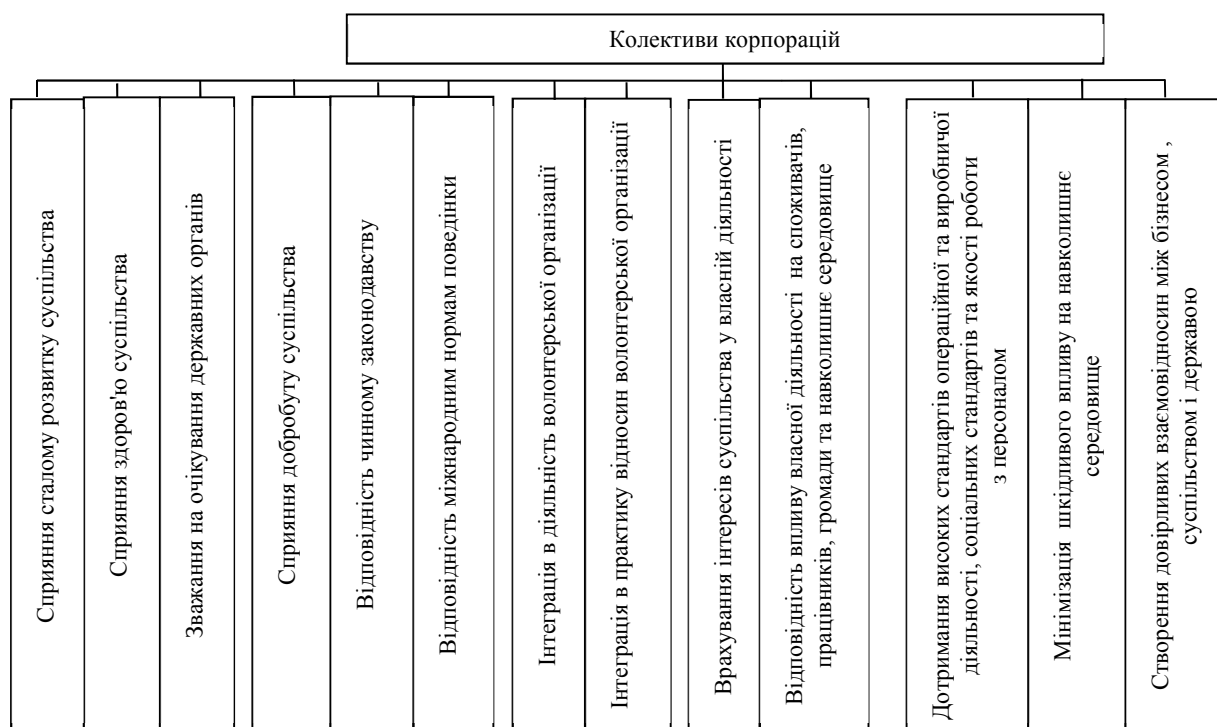 Колективи корпорацій
Сприяння сталому розвитку суспільства
Сприяння здоров'ю суспільства
Зважання на очікування державних органів
Сприяння добробуту суспільства
Відповідність чинному законодавству
Відповідність міжнародним нормам поведінки
Інтеграція в діяльність волонтерської організації
Інтеграція в практику відносин волонтерської організації
Врахування інтересів суспільства у власній діяльності
Відповідність впливу власної діяльності на споживачів,
працівників, громади та навколишнє середовище
Дотримання високих стандартів операційної та виробничої
діяльності, соціальних стандартів та якості роботи
з персоналом
Мінімізація шкідливого впливу на навколишнє
середовище
Створення довірливих взаємовідносин між бізнесом ,
суспільством і державою